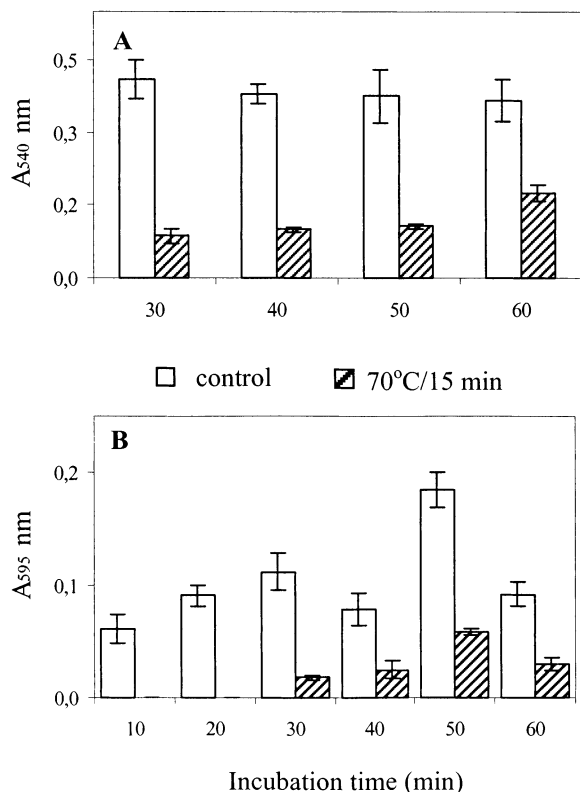 A
A540 nm
0,5
0,3
0,2
0,0
30 40 50 60
control 70°C/15 min
B
A595 nm
0,2
0,1
0,0
10 20 30 40 50 60
Incubation time (min)